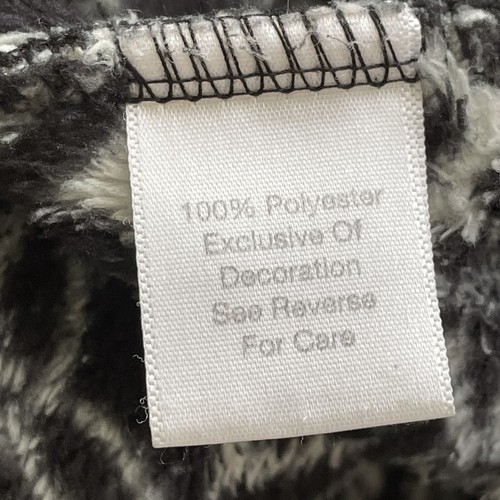 100% Polyester
Exclusive Of
Decoration
See Reverse
For Care